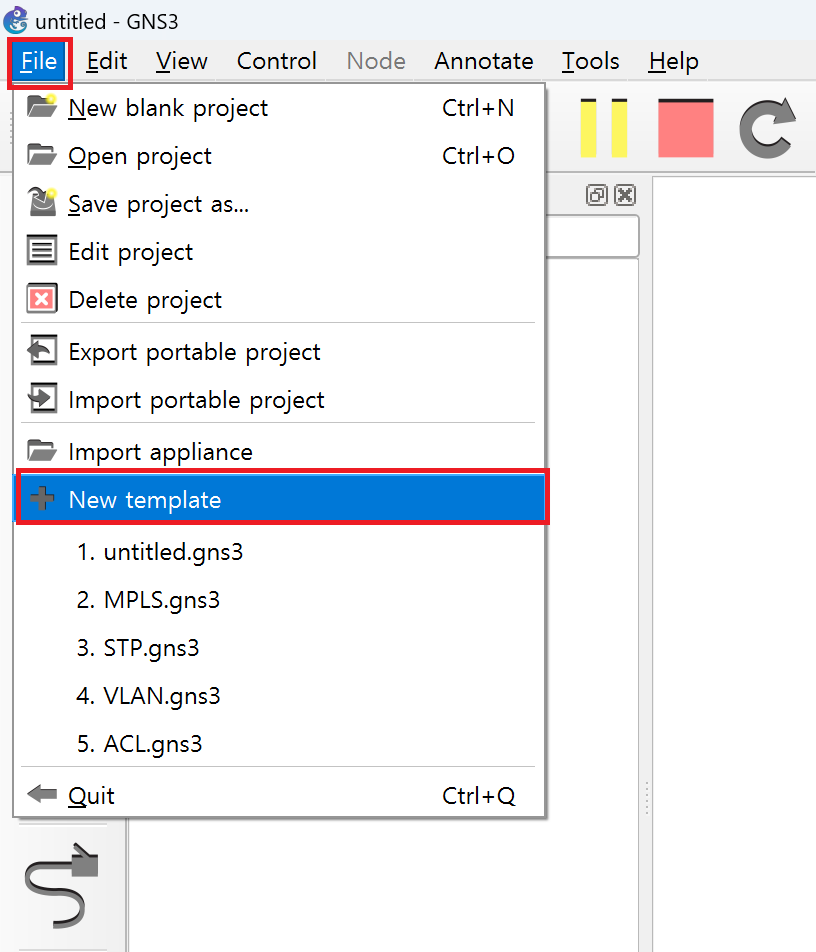 untitled - GNS3
File Edit View Control Node Annotate Tools Help
New blank project Ctrl+N
Open project Ctrl+O
Save project as...
Edit project
Delete project
Export portable project
Import portable project
Import appliance
New template
1. untitled.gns3
2. MPLS.gns3
3. STP.gns3
4. VLAN.gns3
5. ACL.gns3
Quit Ctrl+Q